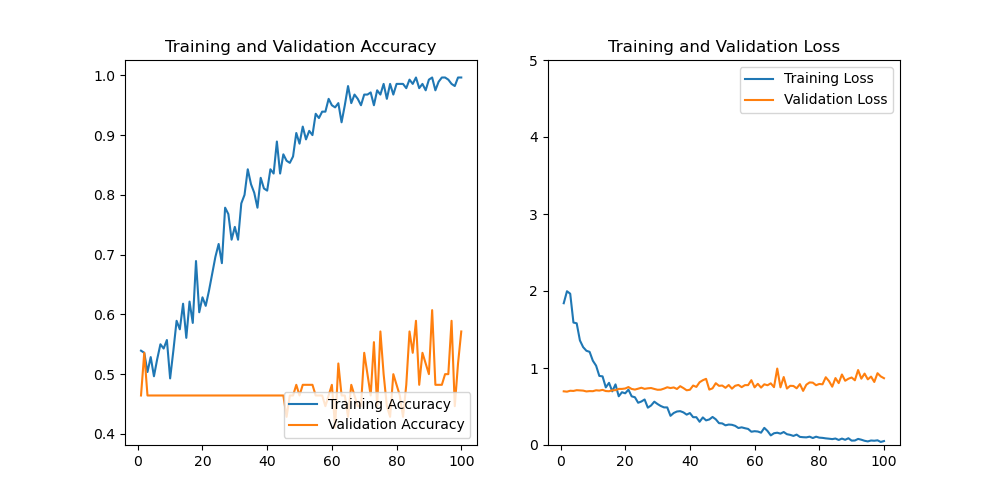 Training and Validation Accuracy
1.0
0.9
0.8
0.7
0.6
0.5
0.4
0 20 40 60 80 100
Training Accuracy
Validation Accuracy
Training and Validation Loss
5
4
3
2
1
0
0 20 40 60 80 100
Training Loss
Validation Loss